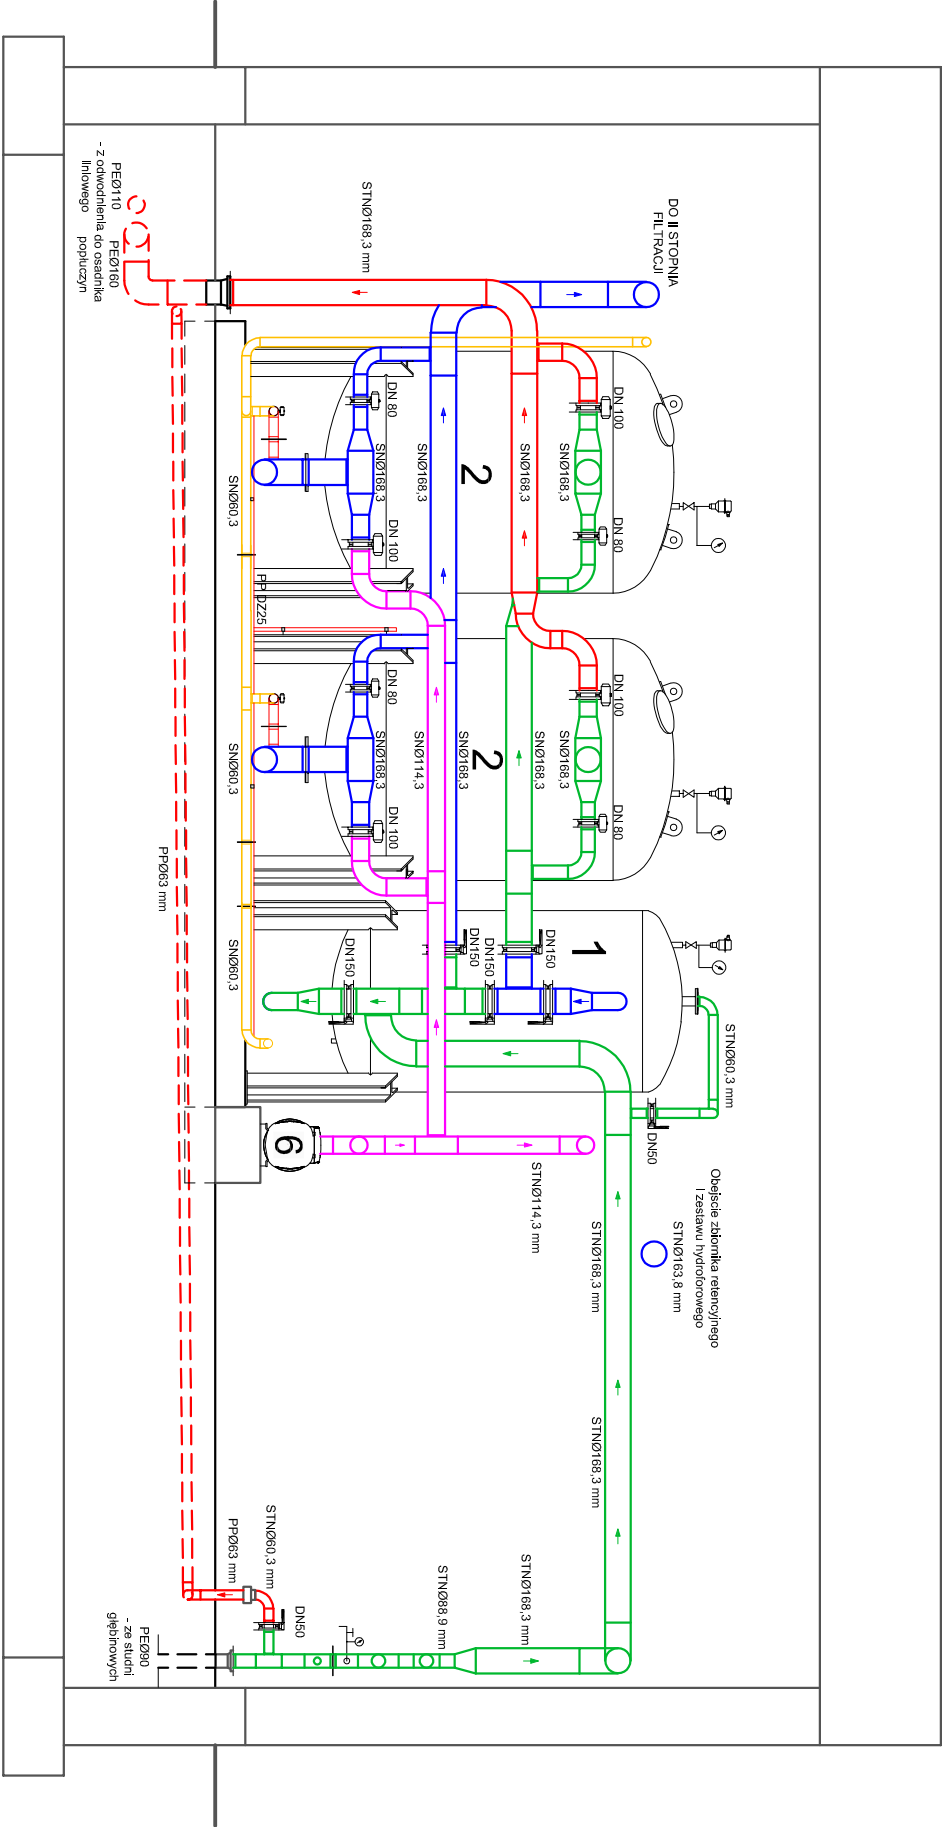 DO II STOPNIA
FILTRACJI
STNØ168,3 mm
PEØ110
- z odwodnienia
liniowego
PEØ160
do osadnika
popłuczyn
DN 100
SNØ168,3
DN 80
SNØ168,3
2
SNØ168,3
DN 80
SNØ168,3
DN 100
SNØ60,3
PP DZ25
DN 100
SNØ168,3
DN 80
SNØ168,3
2
SNØ168,3
SNØ114,3
DN 80
SNØ168,3
DN 100
SNØ60,3
PPØ63 mm
SNØ60,3
1
DN150
DN150
DN150
DN150
STNØ60,3 mm
DN50
6
STNØ114,3 mm
Obejście zbiornika retencyjnego
i zestawu hydroforowego
STNØ163,8 mm
STNØ168,3 mm
STNØ168,3 mm
STNØ168,3 mm
STNØ88,9 mm
STNØ60,3 mm
PPØ63 mm
DN50
PEØ90
- ze studni
głębinowych